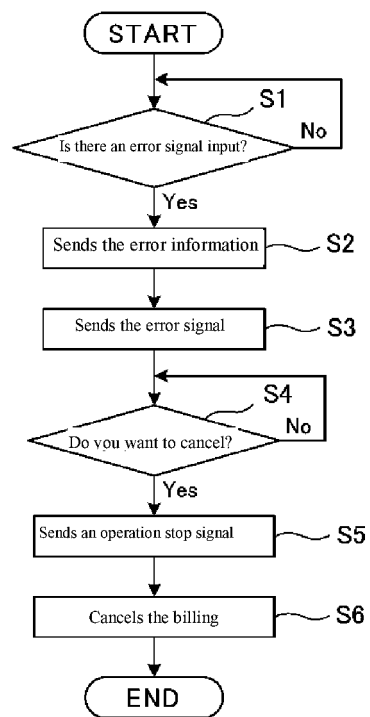 START
S1
Is there an error signal input?
No
Yes
Sends the error information
S2
Sends the error signal
S3
S4
Do you want to cancel?
No
Yes
Sends an operation stop signal
S5
Cancels the billing
S6
END